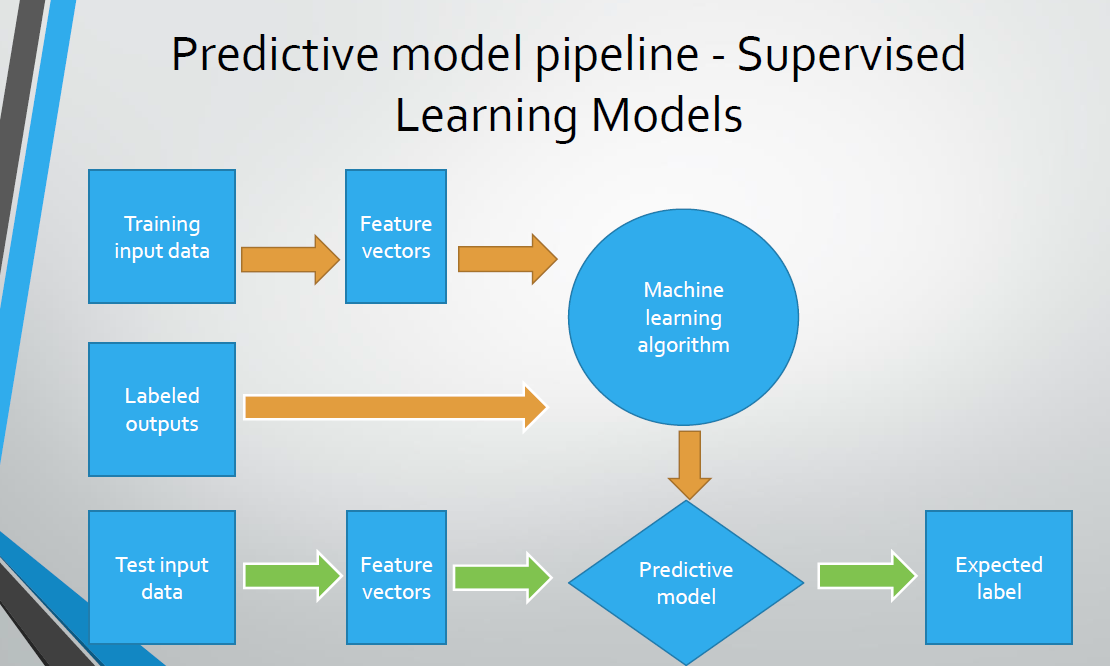 Predictive model pipeline - Supervised
Learning Models
Training
input data
Feature
vectors
Machine
learning
algorithm
Labeled
outputs
Test input
data
Feature
vectors
Predictive
model
Expected
label